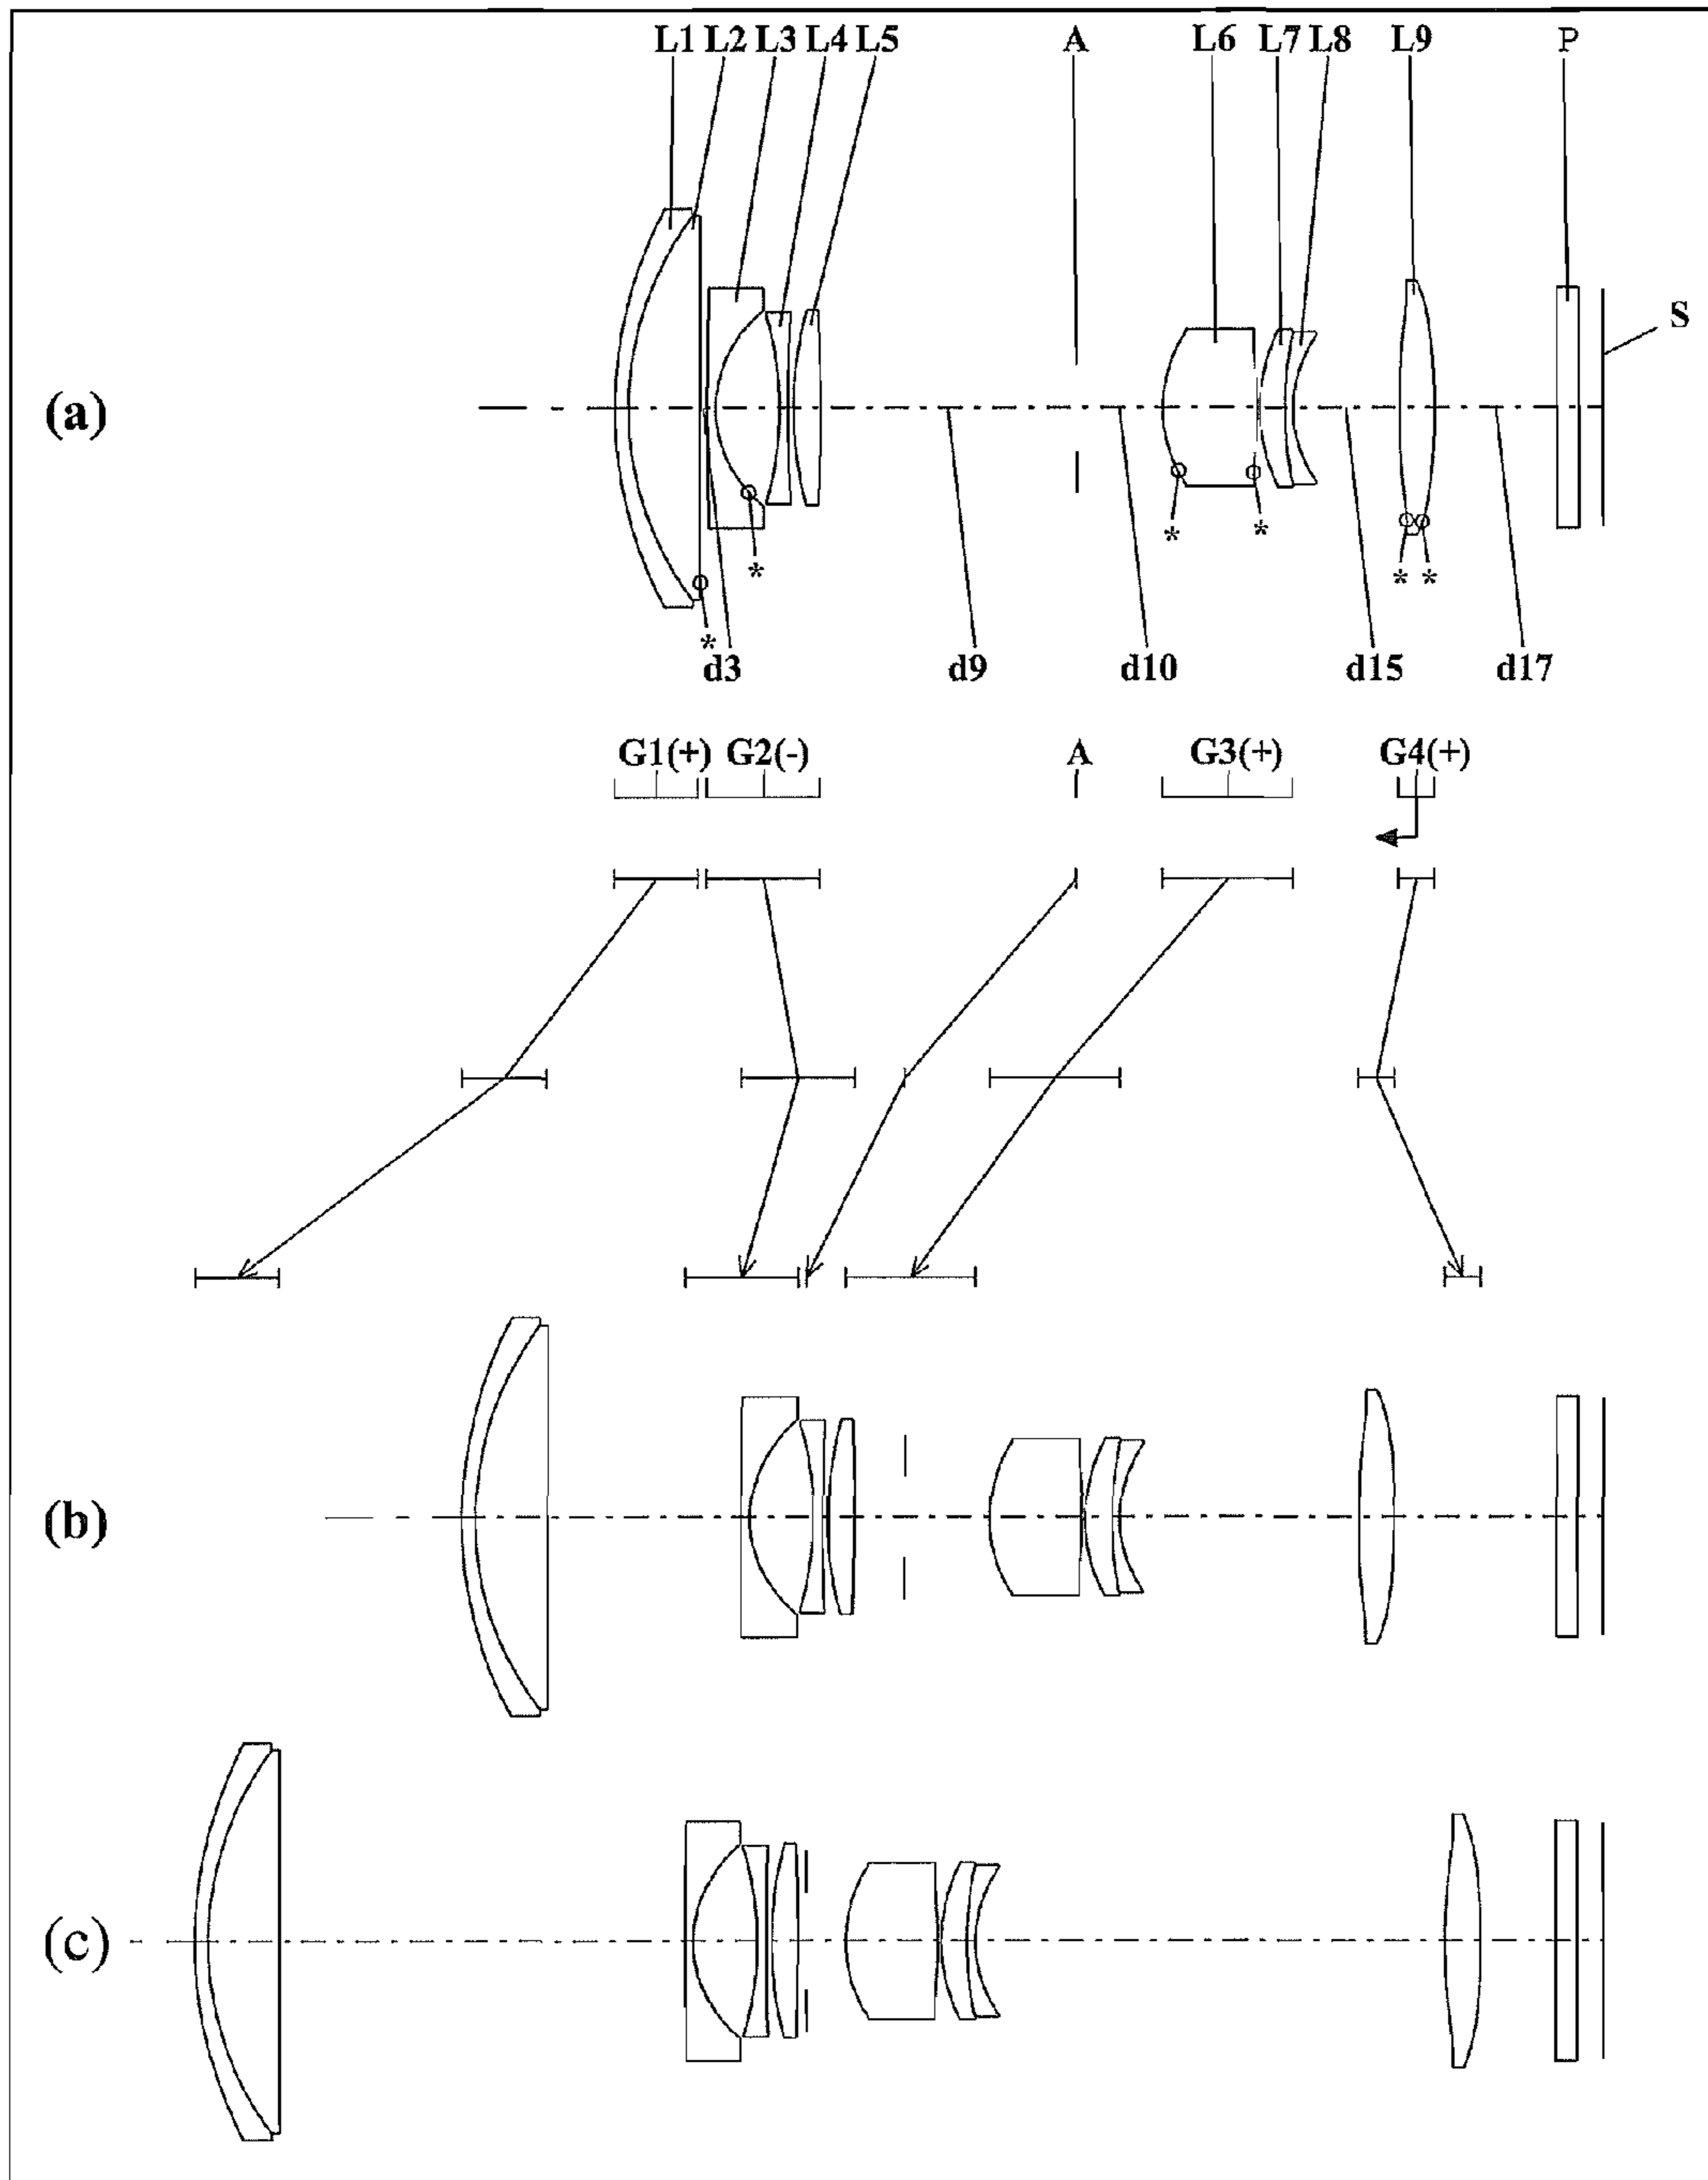 L1 L2 L3 L4 L5 A L6 L7 L8 L9 P
S
(a)
* * * *
*
*
d3 d9 d10 d15 d17
G1(+) G2(-) A G3(+) G4(+)
(b)
(c)